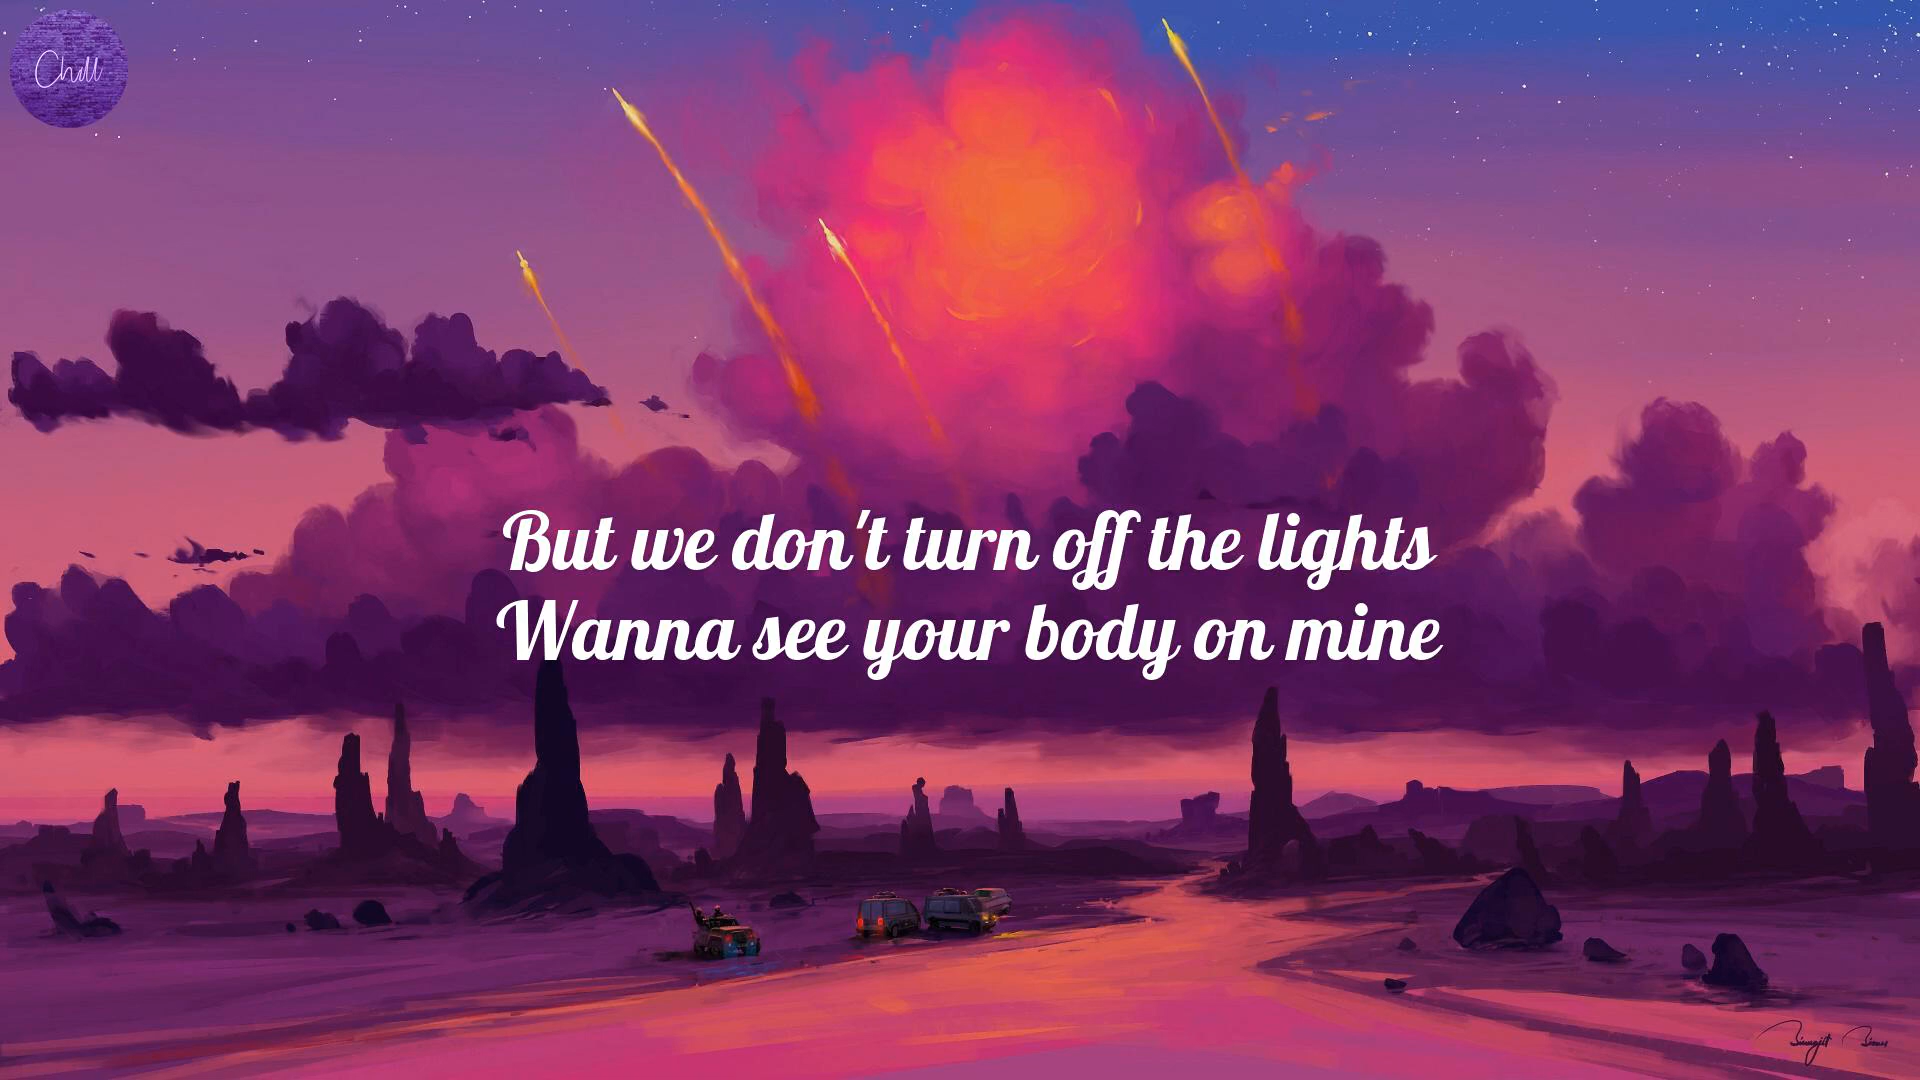 Chill
But we don't turn off the lights
Wanna see your body on mine